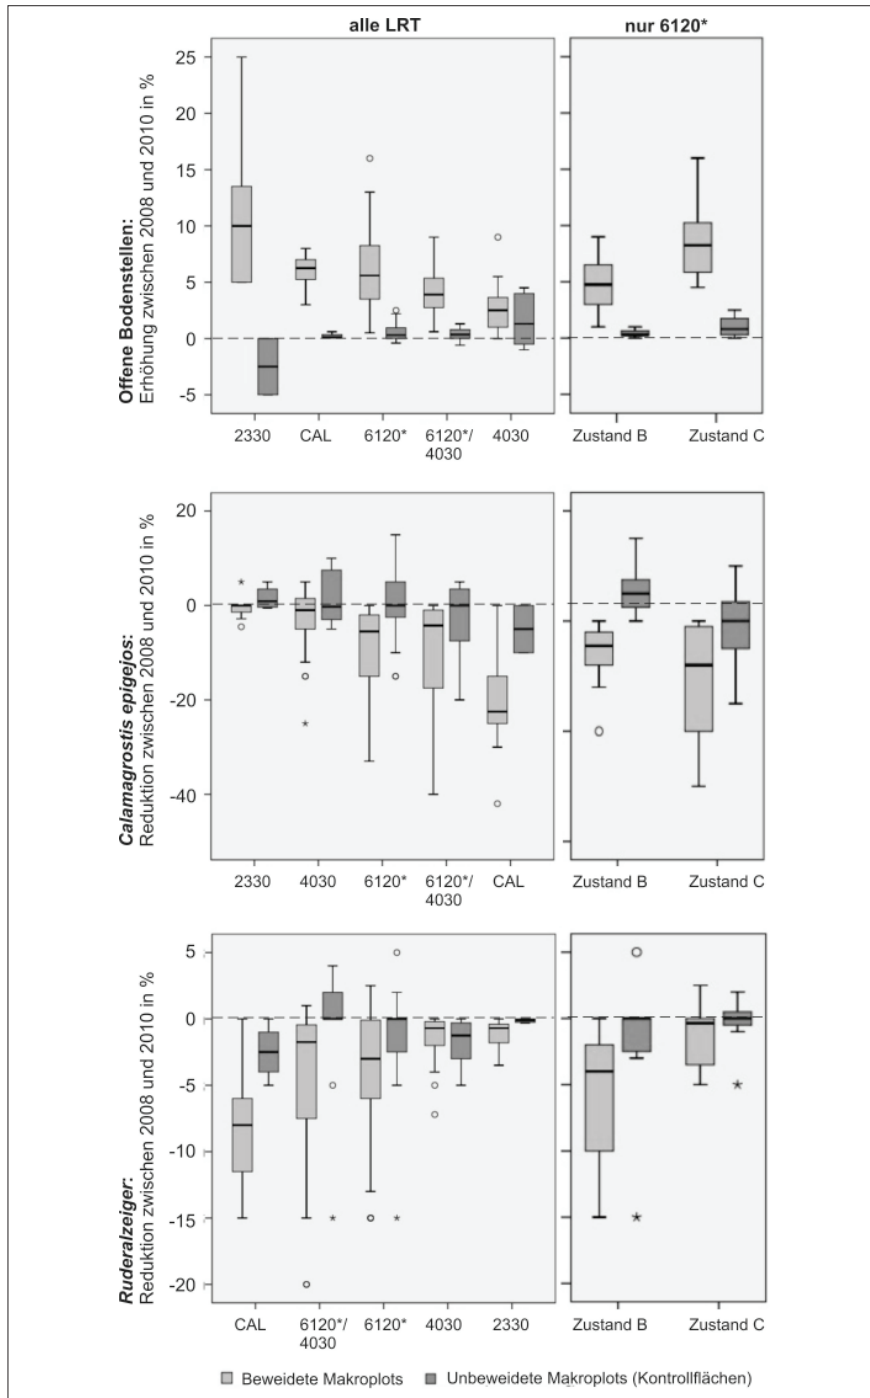 alle LRT
nur 6120*
Offene Bodenstellen:
Erhöhung zwischen 2008 und 2010 in %
25
20
15
10
5
0
-5
2330
CAL
6120*
6120*/
4030
4030
Zustand B
Zustand C
Calamagrostis epigejos:
Reduktion zwischen 2008 und 2010 in %
20
0
-20
-40
2330
4030
6120*
6120*/
4030
CAL
Zustand B
Zustand C
Ruderalzeiger:
Reduktion zwischen 2008 und 2010 in %
5
0
-5
-10
-15
-20
CAL
6120*/
4030
6120*
4030
2330
Zustand B
Zustand C
Beweidete Makroplots
Unbeweidete Makroplots (Kontrollflächen)